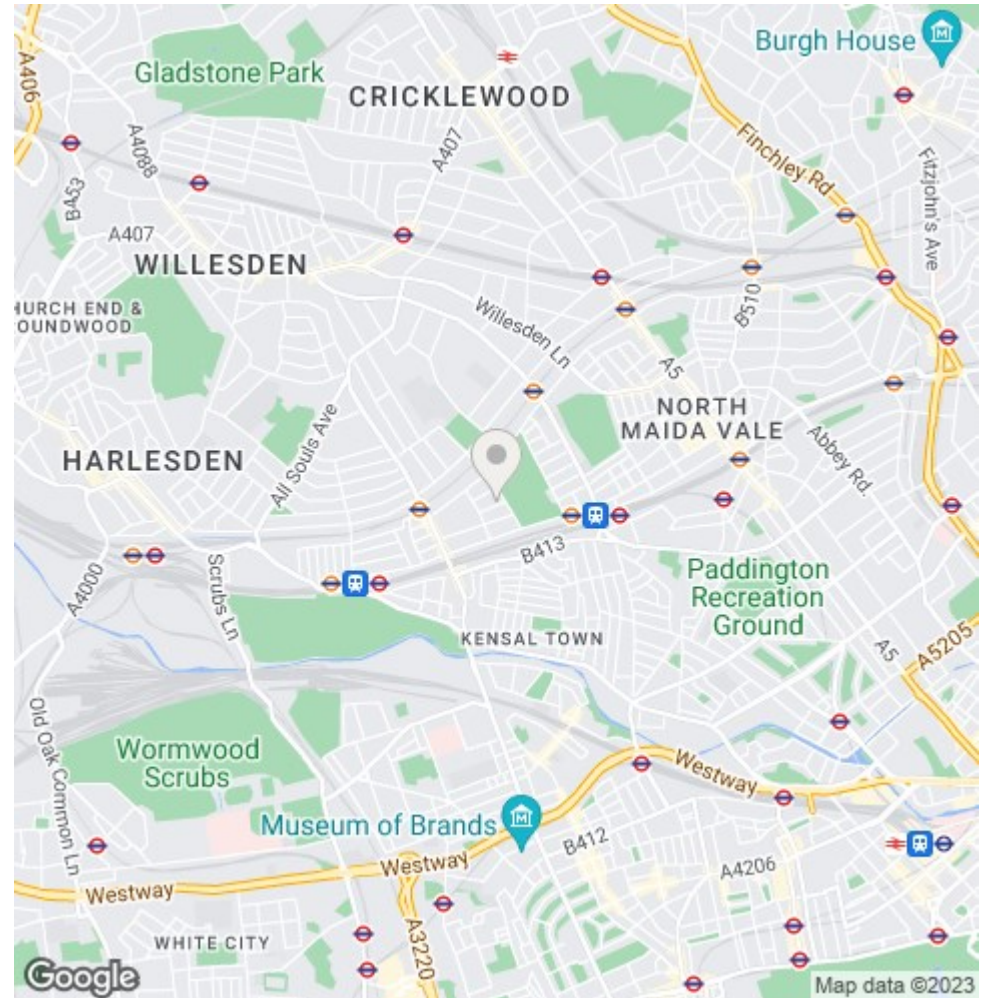 Burgh House
A406
Gladstone Park
CRICKLEWOOD
A4088
A407
Finchley Rd
Fitzjohn's Ave
B453
A407
WILLESDEN
HURCH END &
OUNDWOOD
Willesden Ln
B510
A5
NORTH
MAIDA VALE
All Souls Ave
Abbey Rd.
HARLESDEN
B413
A4000
Scrubs Ln
Paddington
Recreation
Ground
KENSAL TOWN
A5
A5205
Old Oak Common Ln
Wormwood
Scrubs
Westway
Museum of Brands
B412
Westway
A4206
Westway
A3220
WHITE CITY
Google
Map data ©2023